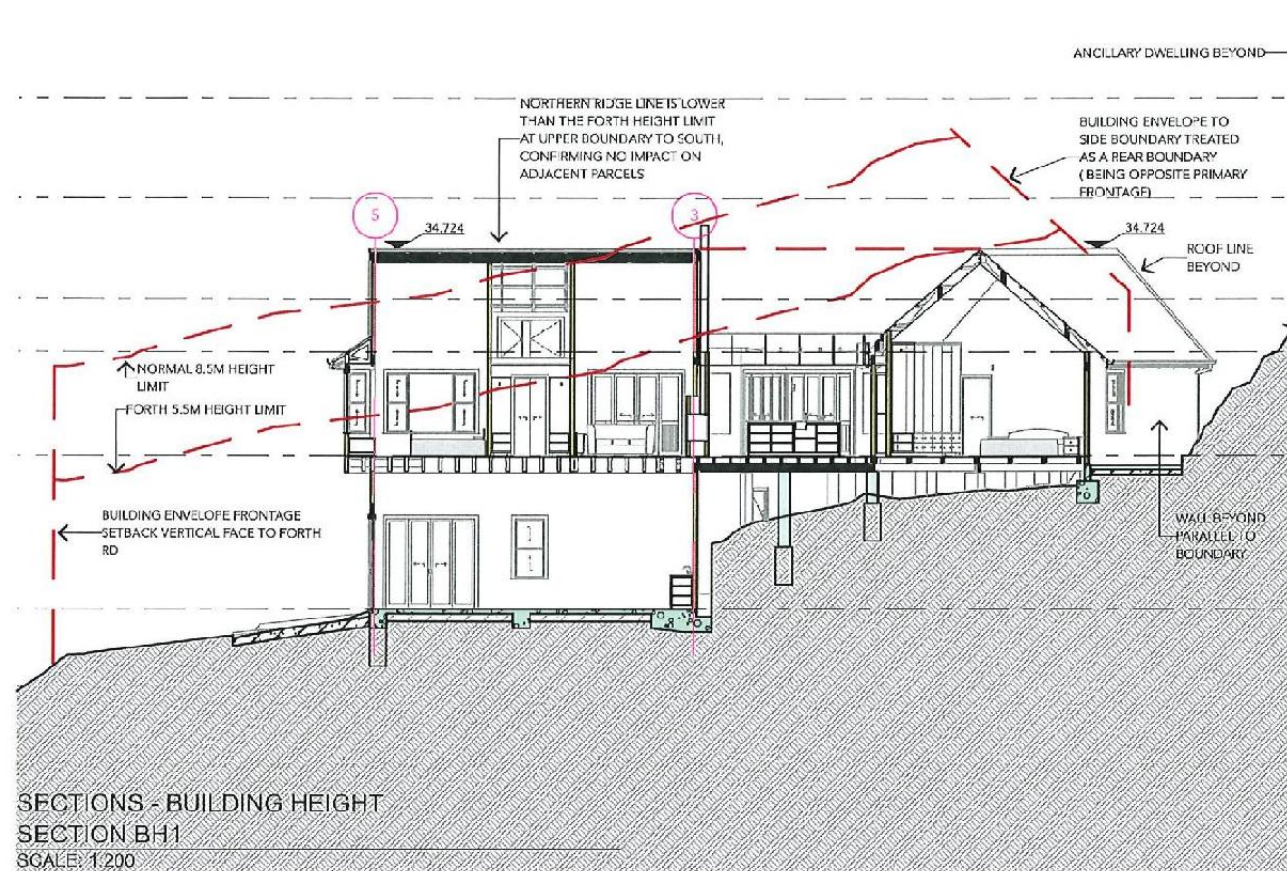 ANCILLARY DWELLING BEYOND
NORTHERN RIDGE LINE IS LOWER
THAN THE FORTH HEIGHT LIMIT
AT UPPER BOUNDARY TO SOUTH,
CONFIRMING NO IMPACT ON
ADJACENT PARCELS
BUILDING ENVELOPE TO
SIDE BOUNDARY TREATED
AS A REAR BOUNDARY
( BEING OPPOSITE PRIMARY
FRONTAGE)
5
3
34.724
34.724
ROOF LINE
BEYOND
NORMAL 8.5M HEIGHT
LIMIT
FORTH 5.5M HEIGHT LIMIT
BUILDING ENVELOPE FRONTAGE
SETBACK VERTICAL FACE TO FORTH
RD
WALL BEYOND
PARALLEL TO
BOUNDARY
SECTIONS - BUILDING HEIGHT
SECTION BH1
SCALE: 1:200